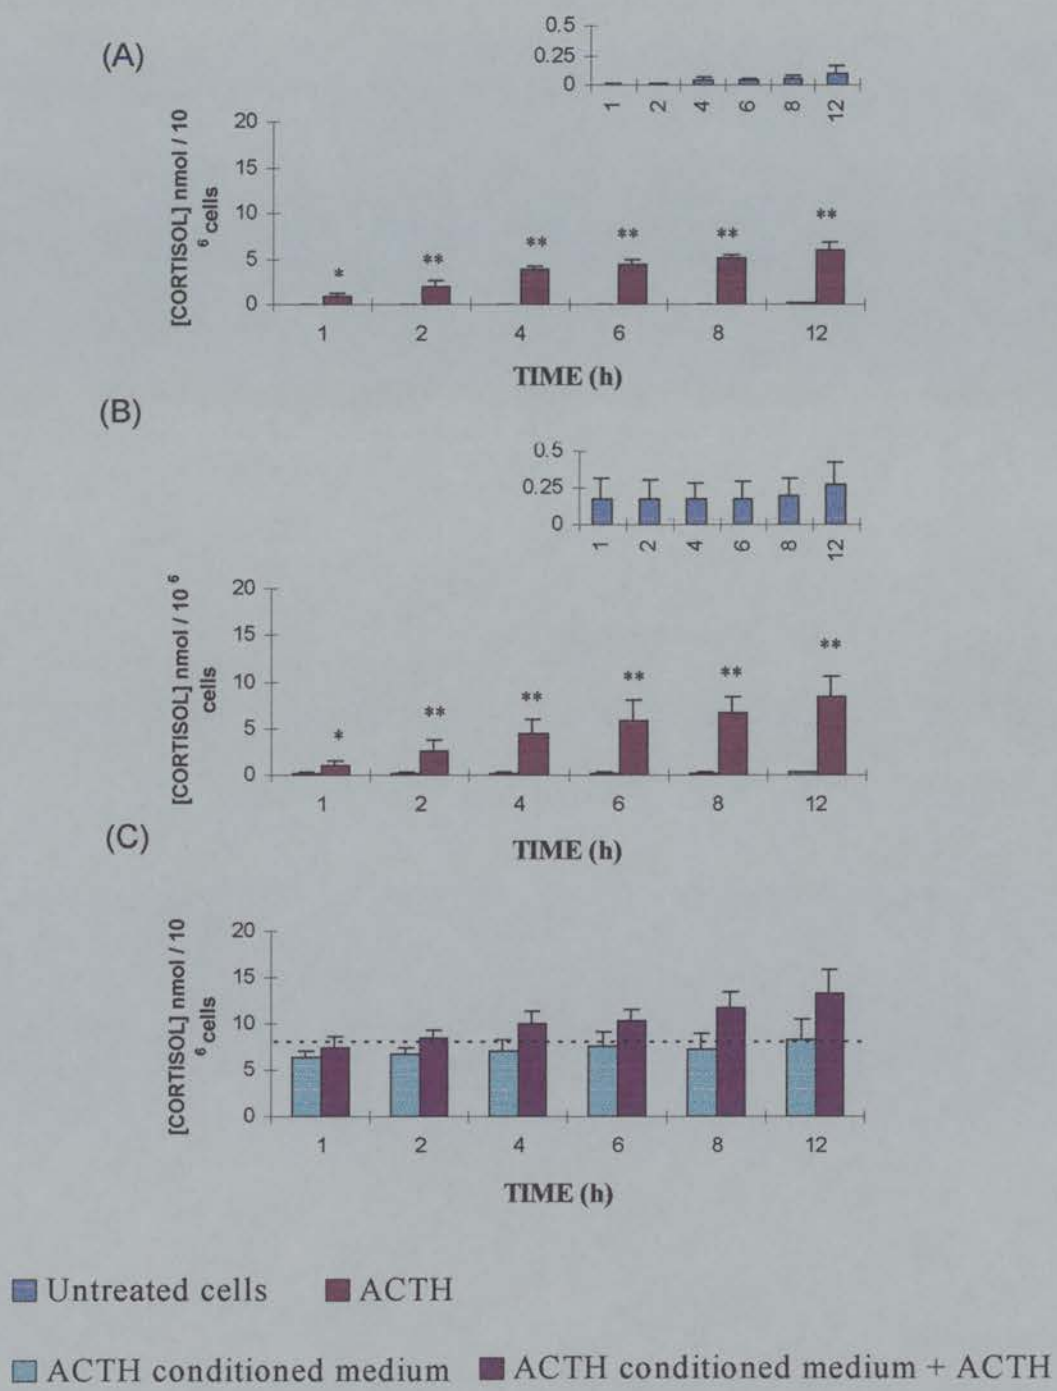 (A)
0.5
0.25
0
1 2 4 6 8 12
[CORTISOL] nmol / 10
6 cells
20
15
10
5
0
* ** ** ** ** **
1 2 4 6 8 12
TIME (h)
(B)
0.5
0.25
0
1 2 4 6 8 12
[CORTISOL] nmol / 10 6
cells
20
15
10
5
0
* ** ** ** ** **
1 2 4 6 8 12
TIME (h)
(C)
[CORTISOL] nmol / 10
6 cells
20
15
10
5
0
1 2 4 6 8 12
TIME (h)
Untreated cells ACTH
ACTH conditioned medium ACTH conditioned medium + ACTH